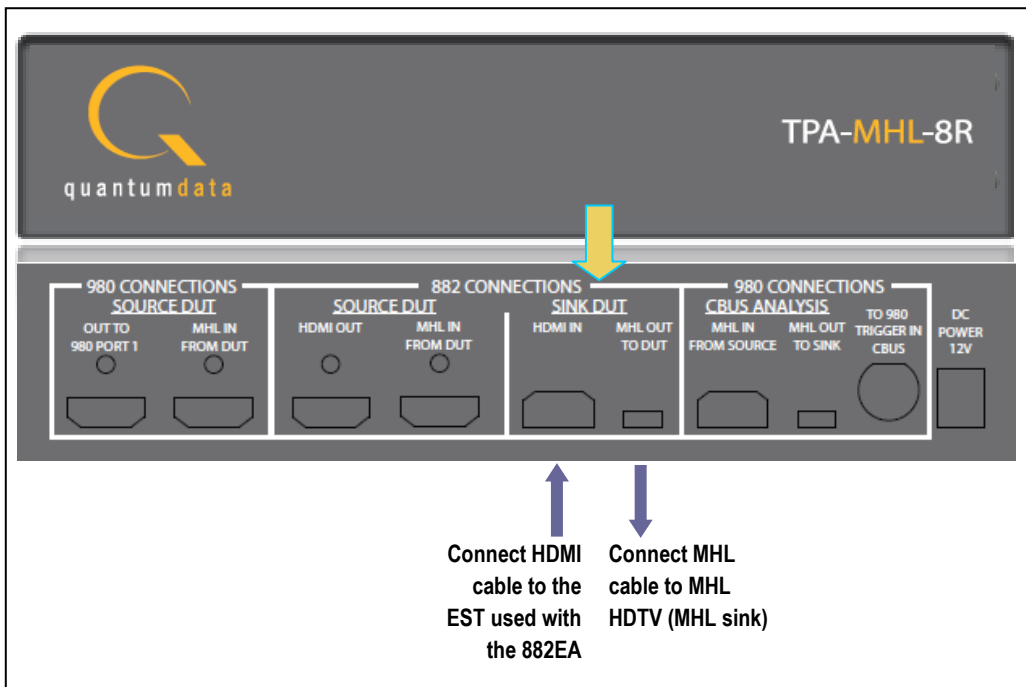 quantumdata
TPA-MHL-8R
980 CONNECTIONS
SOURCE DUT
OUT TO
980 PORT 1
MHL IN
FROM DUT
882 CONNECTIONS
SOURCE DUT
HDMI OUT
MHL IN
FROM DUT
SINK DUT
HDMI IN
MHL OUT
TO DUT
980 CONNECTIONS
CBUS ANALYSIS
MHL IN
FROM SOURCE
MHL OUT
TO SINK
TO 980
TRIGGER IN
CBUS
DC
POWER
12V
Connect HDMI
cable to the
EST used with
the 882EA
Connect MHL
cable to MHL
HDTV (MHL sink)